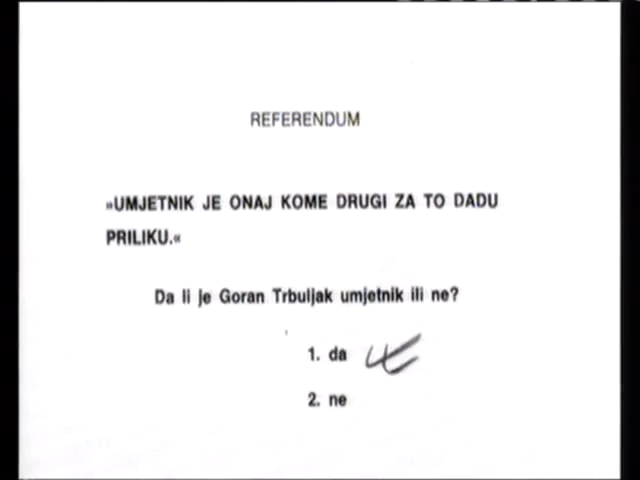 REFERENDUM
»UMJETNIK JE ONAJ KOME DRUGI ZA TO DADU
PRILIKU.«
Da li je Goran Trbuljak umjetnik ili ne?
1. da
2. ne